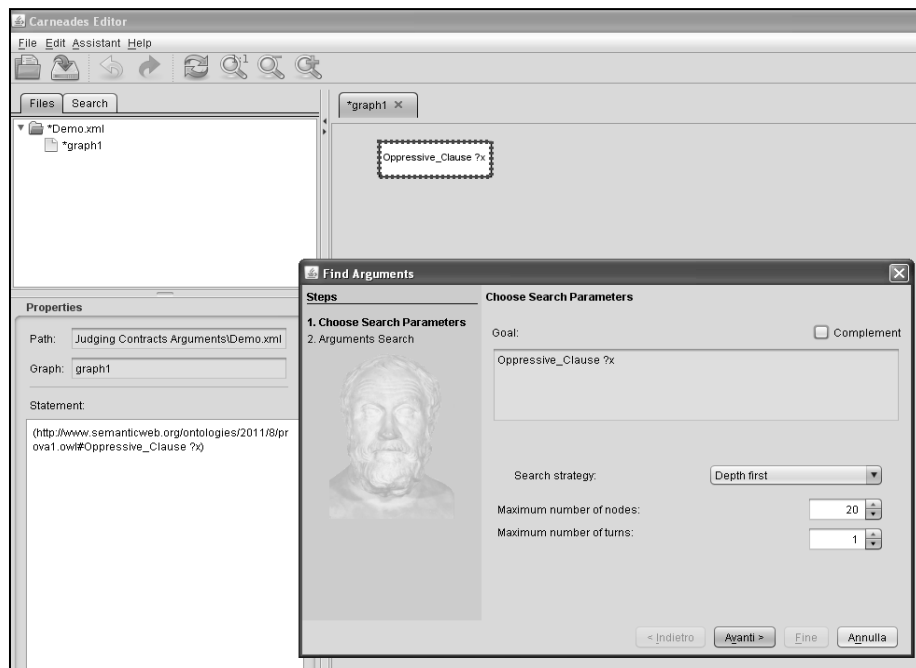 Carneades Editor
File Edit Assistant Help
1
Files Search
*Demo.xml
*graph1
*graph1
Oppressive_Clause ?x
Properties
Path: Judging Contracts Arguments\Demo.xml
Graph: graph1
Statement:
(http://www.semanticweb.org/ontologies/2011/8/pr
ova1.owl#Oppressive_Clause ?x)
Find Arguments
Steps
1. Choose Search Parameters
2. Arguments Search
Choose Search Parameters
Goal: Complement
Oppressive_Clause ?x
Search strategy: Depth first
Maximum number of nodes: 20
Maximum number of turns: 1
< Indietro Avanti > Fine Annulla